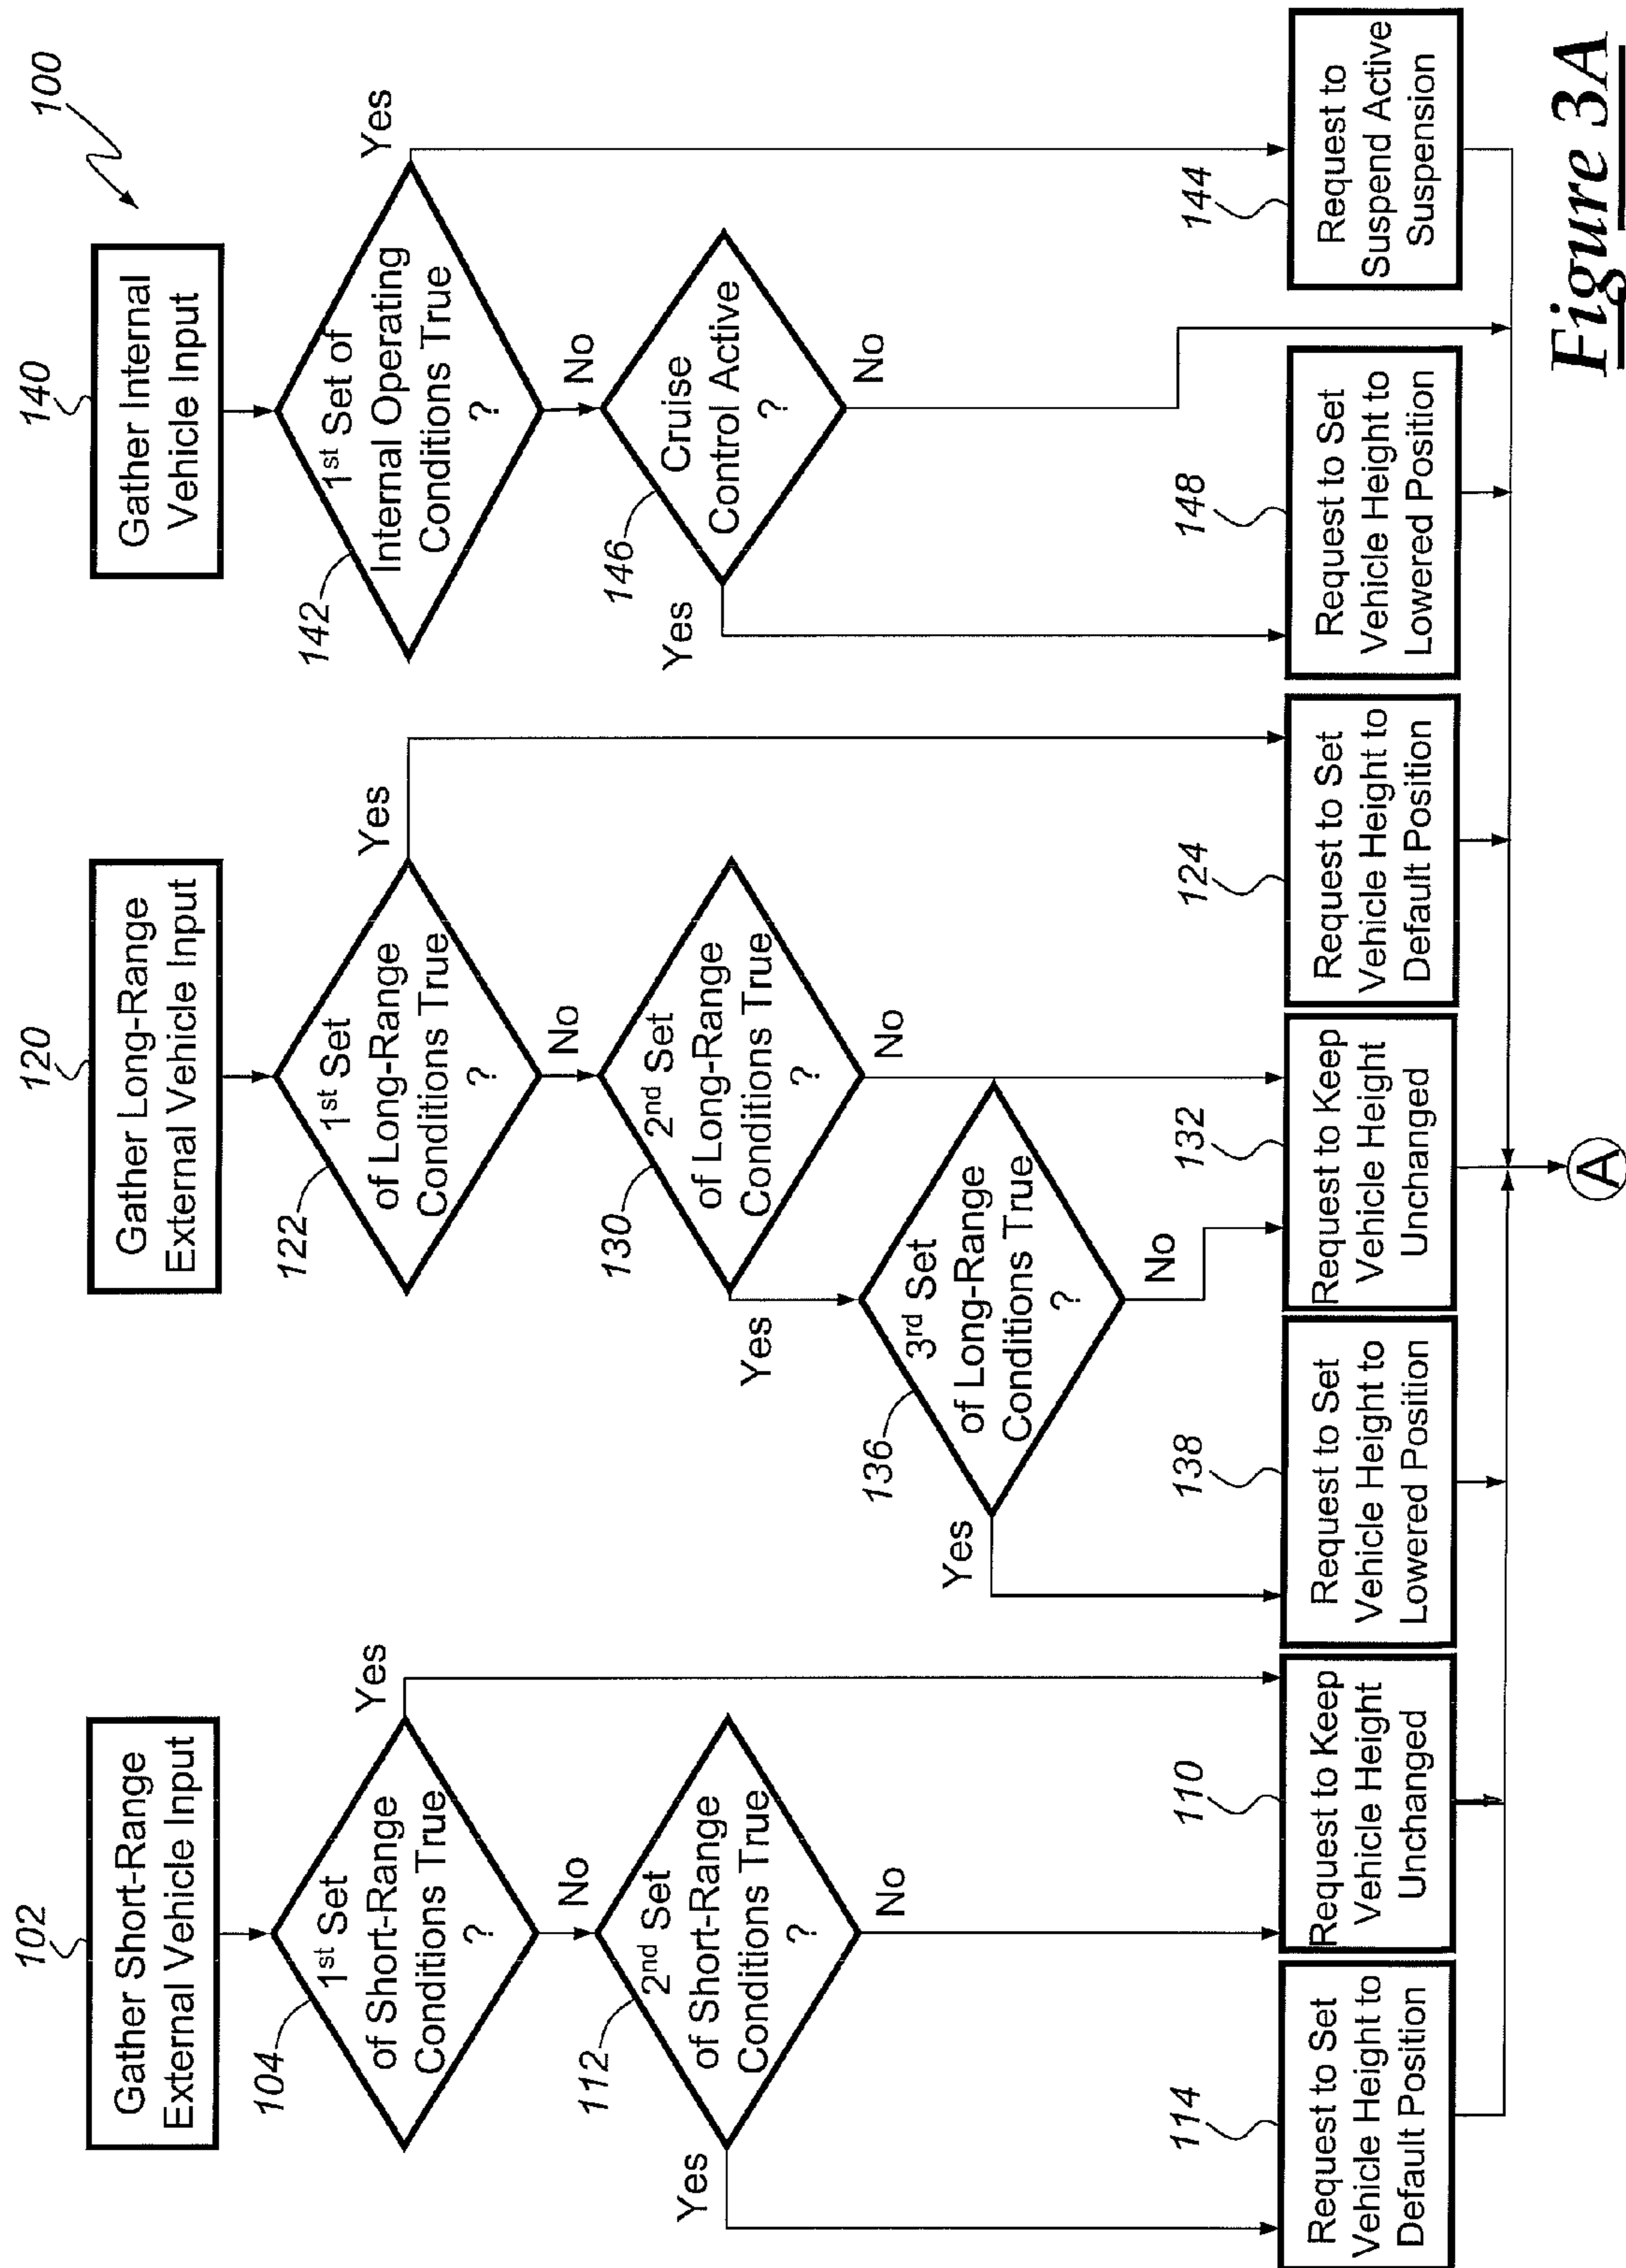 100
102
Gather Short-Range
External Vehicle Input
104
1st Set
of Short-Range
Conditions True
?
Yes
No
112
2nd Set
of Short-Range
Conditions True
?
Yes
No
114
Request to Set
Vehicle Height to
Default Position
110
Request to Keep
Vehicle Height
Unchanged
120
Gather Long-Range
External Vehicle Input
122
1st Set
of Long-Range
Conditions True
?
Yes
No
130
2nd Set
of Long-Range
Conditions True
?
Yes
No
136
3rd Set
of Long-Range
Conditions True
?
Yes
No
138
Request to Set
Vehicle Height to
Lowered Position
132
Request to Keep
Vehicle Height
Unchanged
124
Request to Set
Vehicle Height to
Default Position
140
Gather Internal
Vehicle Input
142
1st Set of
Internal Operating
Conditions True
?
Yes
No
146
Cruise
Control Active
?
Yes
No
148
Request to Set
Vehicle Height to
Lowered Position
144
Request to
Suspend Active
Suspension
A
Figure 3A